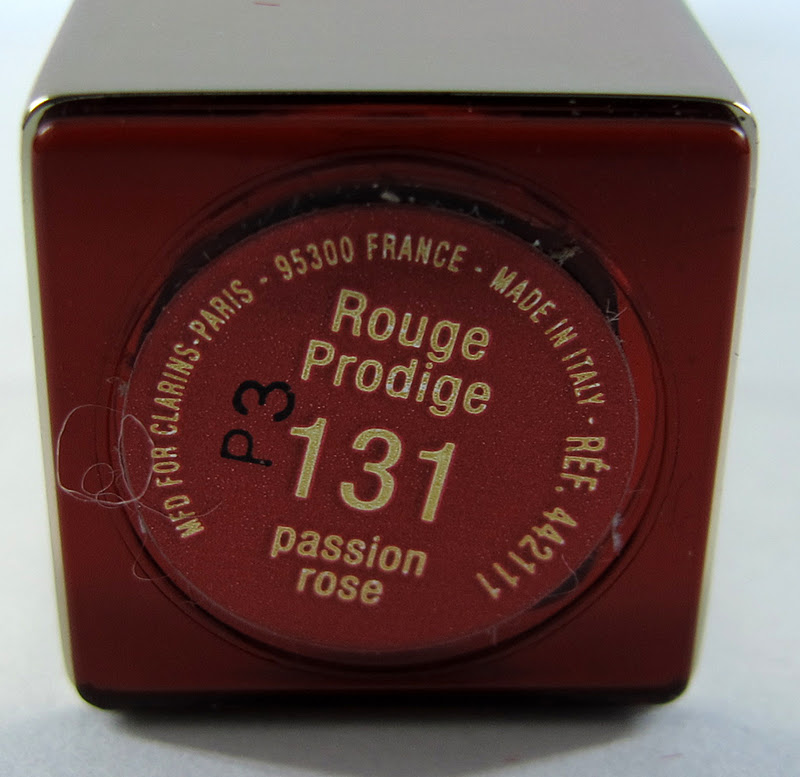 MFD FOR CLARINS-PARIS - 95300 FRANCE - MADE IN ITALY - RÉF. 442111
Rouge
Prodige
P3
131
passion
rose